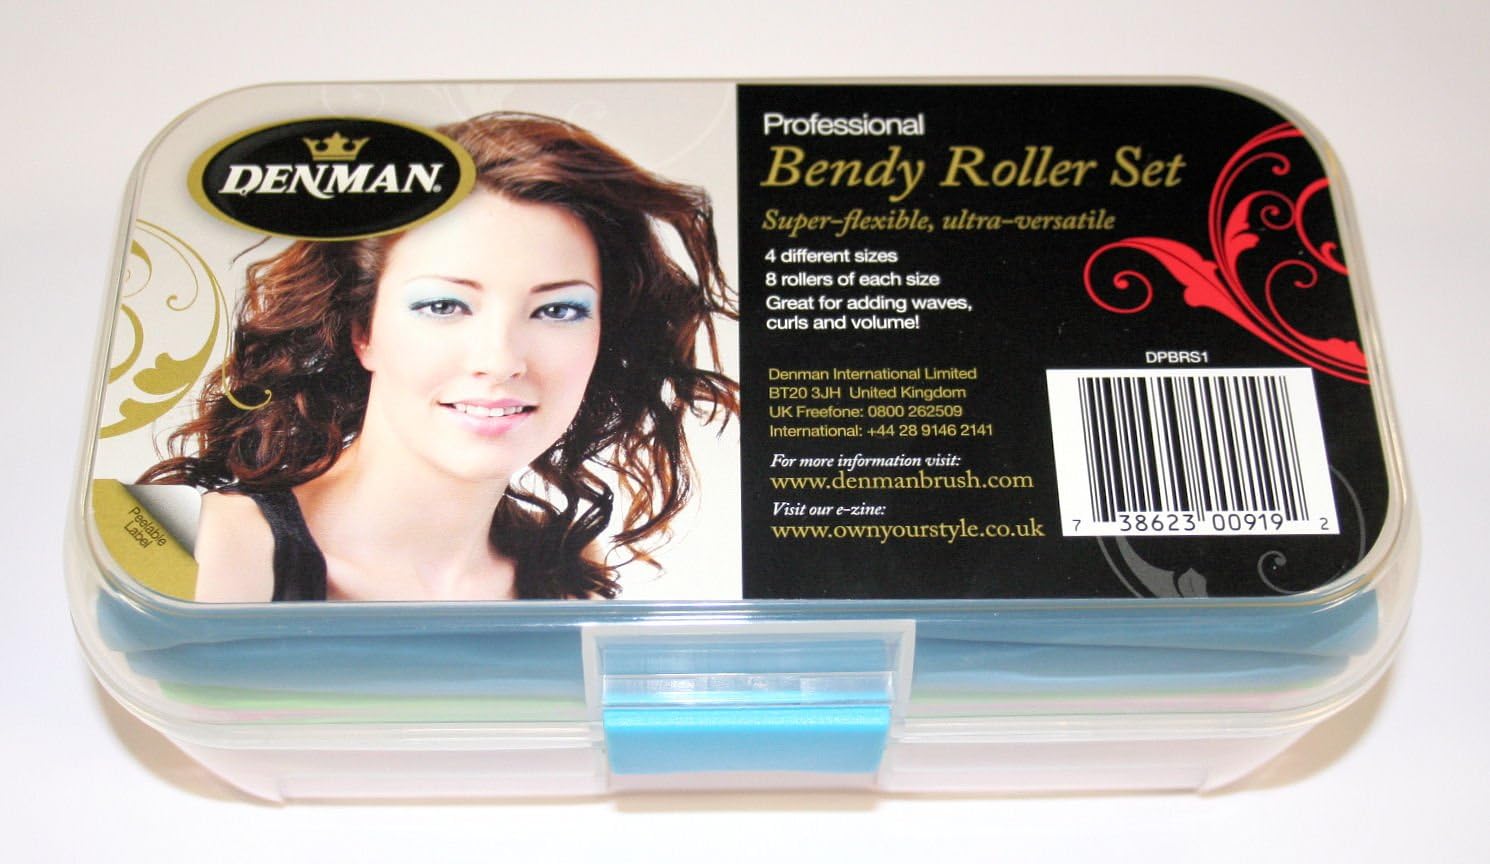 DENMAN®
Peelable
Label
Professional
Bendy Roller Set
Super-flexible, ultra-versatile
4 different sizes
8 rollers of each size
Great for adding waves,
curls and volume!
Denman International Limited
BT20 3JH United Kingdom
UK Freefone: 0800 262509
International: +44 28 9146 2141
For more information visit:
www.denmanbrush.com
Visit our e-zine:
www.ownyourstyle.co.uk
DPBRS1
7 38623 00919 2